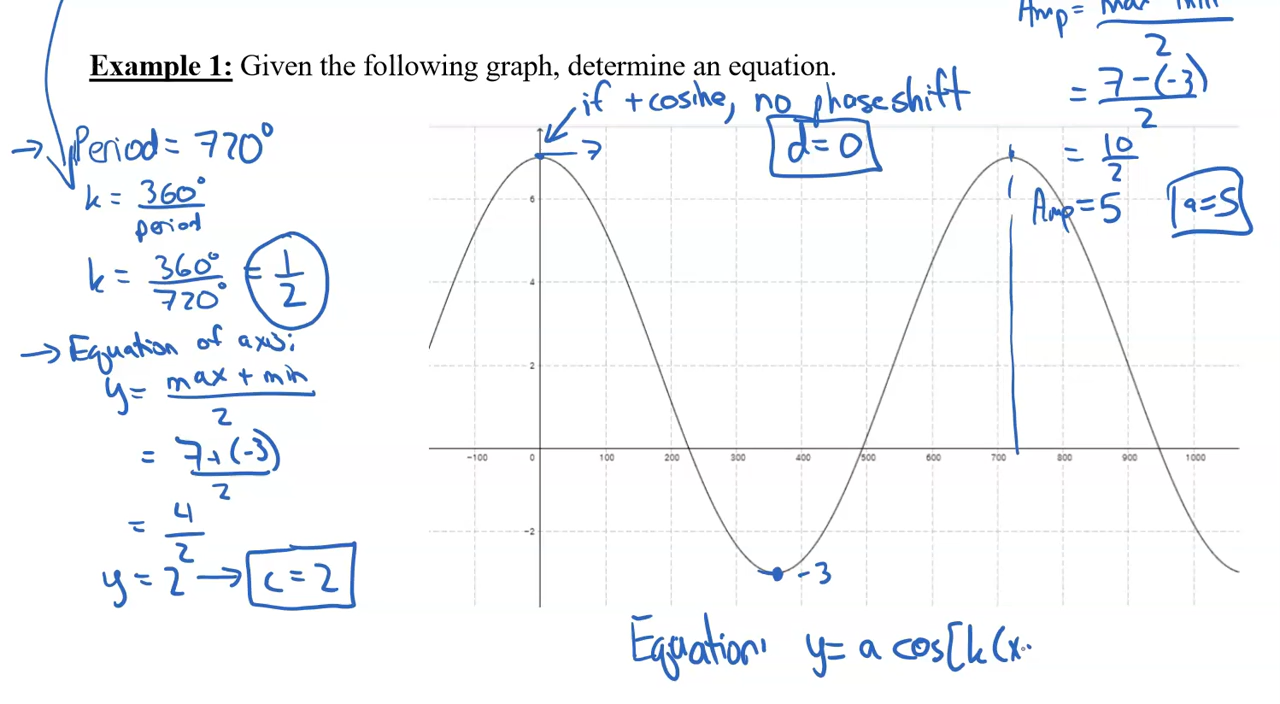 Amp = max - min
2
Example 1: Given the following graph, determine an equation.
= 7 - (-3)
2
if + cosine, no phase shift
d = 0
= 10
2
Amp = 5
a = 5
→ Period = 720°
k = 360°
period
k = 360° = 1
720° 2
→ Equation of axis:
y = max + min
2
= 7 + (-3)
2
= 4
2
y = 2 → c = 2
7
6
4
2
-100 0 100 200 300 400 500 600 700 800 900 1000
-2
-3
Equation: y = a cos[k(x-